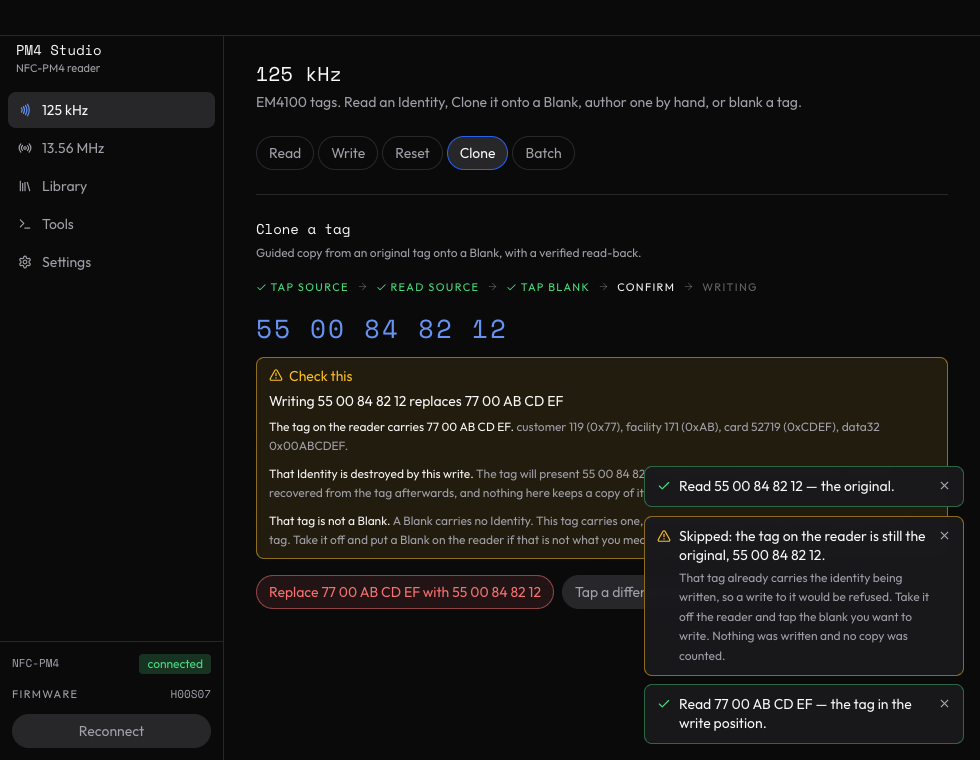 PM4 Studio
NFC-PM4 reader
125 kHz
13.56 MHz
Library
Tools
Settings
NFC-PM4
connected
FIRMWARE
H00S07
Reconnect
125 kHz
EM4100 tags. Read an Identity, Clone it onto a Blank, author one by hand, or blank a tag.
Read
Write
Reset
Clone
Batch
Clone a tag
Guided copy from an original tag onto a Blank, with a verified read-back.
TAP SOURCE → READ SOURCE → TAP BLANK → CONFIRM → WRITING
55 00 84 82 12
Check this
Writing 55 00 84 82 12 replaces 77 00 AB CD EF
The tag on the reader carries 77 00 AB CD EF. customer 119 (0x77), facility 171 (0xAB), card 52719 (0xCDEF), data32
0x00ABCDEF.
That Identity is destroyed by this write. The tag will present 55 00 84 82
recovered from the tag afterwards, and nothing here keeps a copy of it
That tag is not a Blank. A Blank carries no Identity. This tag carries one,
tag. Take it off and put a Blank on the reader if that is not what you
Replace 77 00 AB CD EF with 55 00 84 82 12
Tap a
Read 55 00 84 82 12 — the original.
Skipped: the tag on the reader is still the
original, 55 00 84 82 12.
That tag already carries the identity being
written, so a write to it would be refused. Take it
off the reader and tap the blank you want to
write. Nothing was written and no copy was
counted.
Read 77 00 AB CD EF — the tag in the
write position.